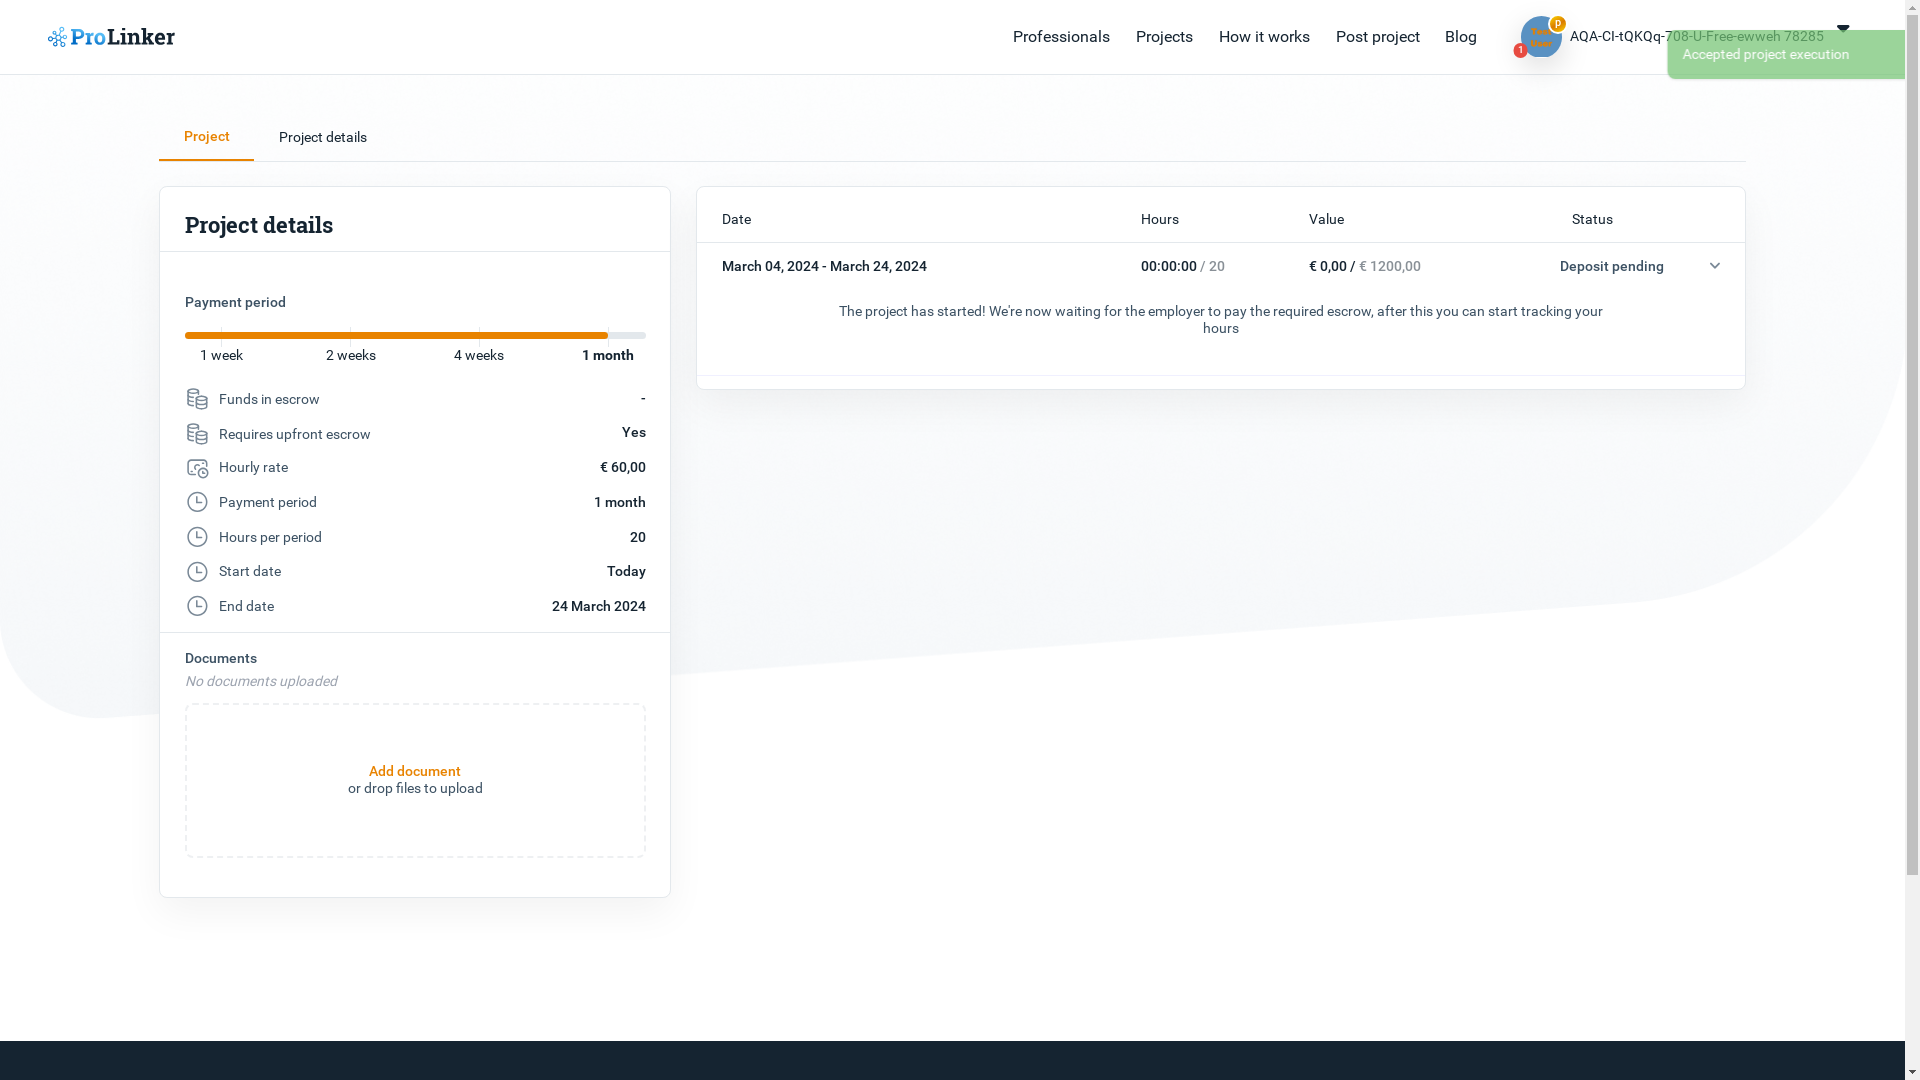 ProLinker
Professionals
Projects
How it works
Post project
Blog
P
1
AQA-CI-tQKQq-708-U-Free-ewweh 78285
Accepted project execution
Project
Project details
Project details
Payment period
1 week
2 weeks
4 weeks
1 month
Funds in escrow -
Requires upfront escrow Yes
Hourly rate € 60,00
Payment period 1 month
Hours per period 20
Start date Today
End date 24 March 2024
Documents
No documents uploaded
Add document
or drop files to upload
Date Hours Value Status
March 04, 2024 - March 24, 2024 00:00:00 / 20 € 0,00 / € 1200,00 Deposit pending
The project has started! We're now waiting for the employer to pay the required escrow, after this you can start tracking your
hours